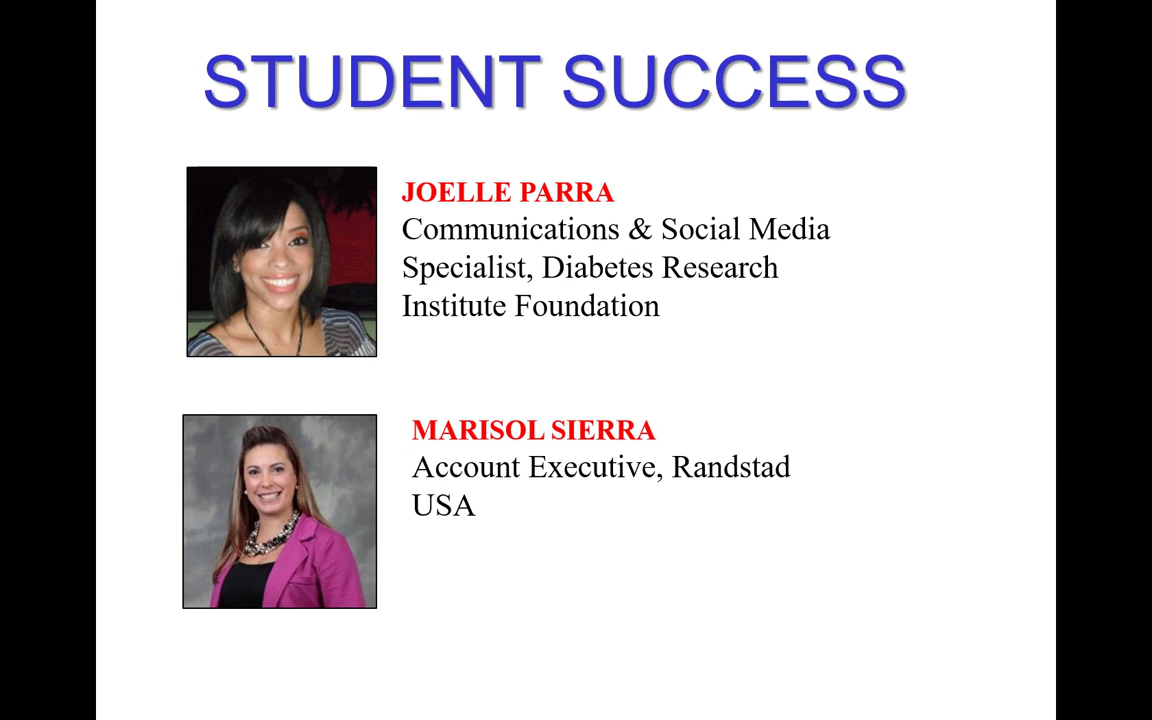 STUDENT SUCCESS
JOELLE PARRA
Communications & Social Media
Specialist, Diabetes Research
Institute Foundation
MARISOL SIERRA
Account Executive, Randstad
USA